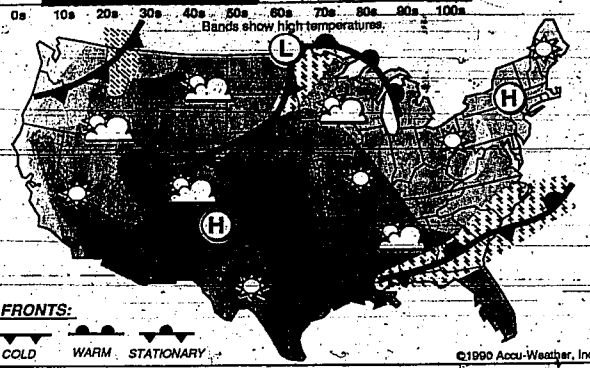 0s 10s 20s 30s 40s 50s 60s 70s 80s 90s 100s
Bands show high temperatures.
L
H
H
FRONTS:
COLD WARM STATIONARY
©1990 Accu-Weather, Inc